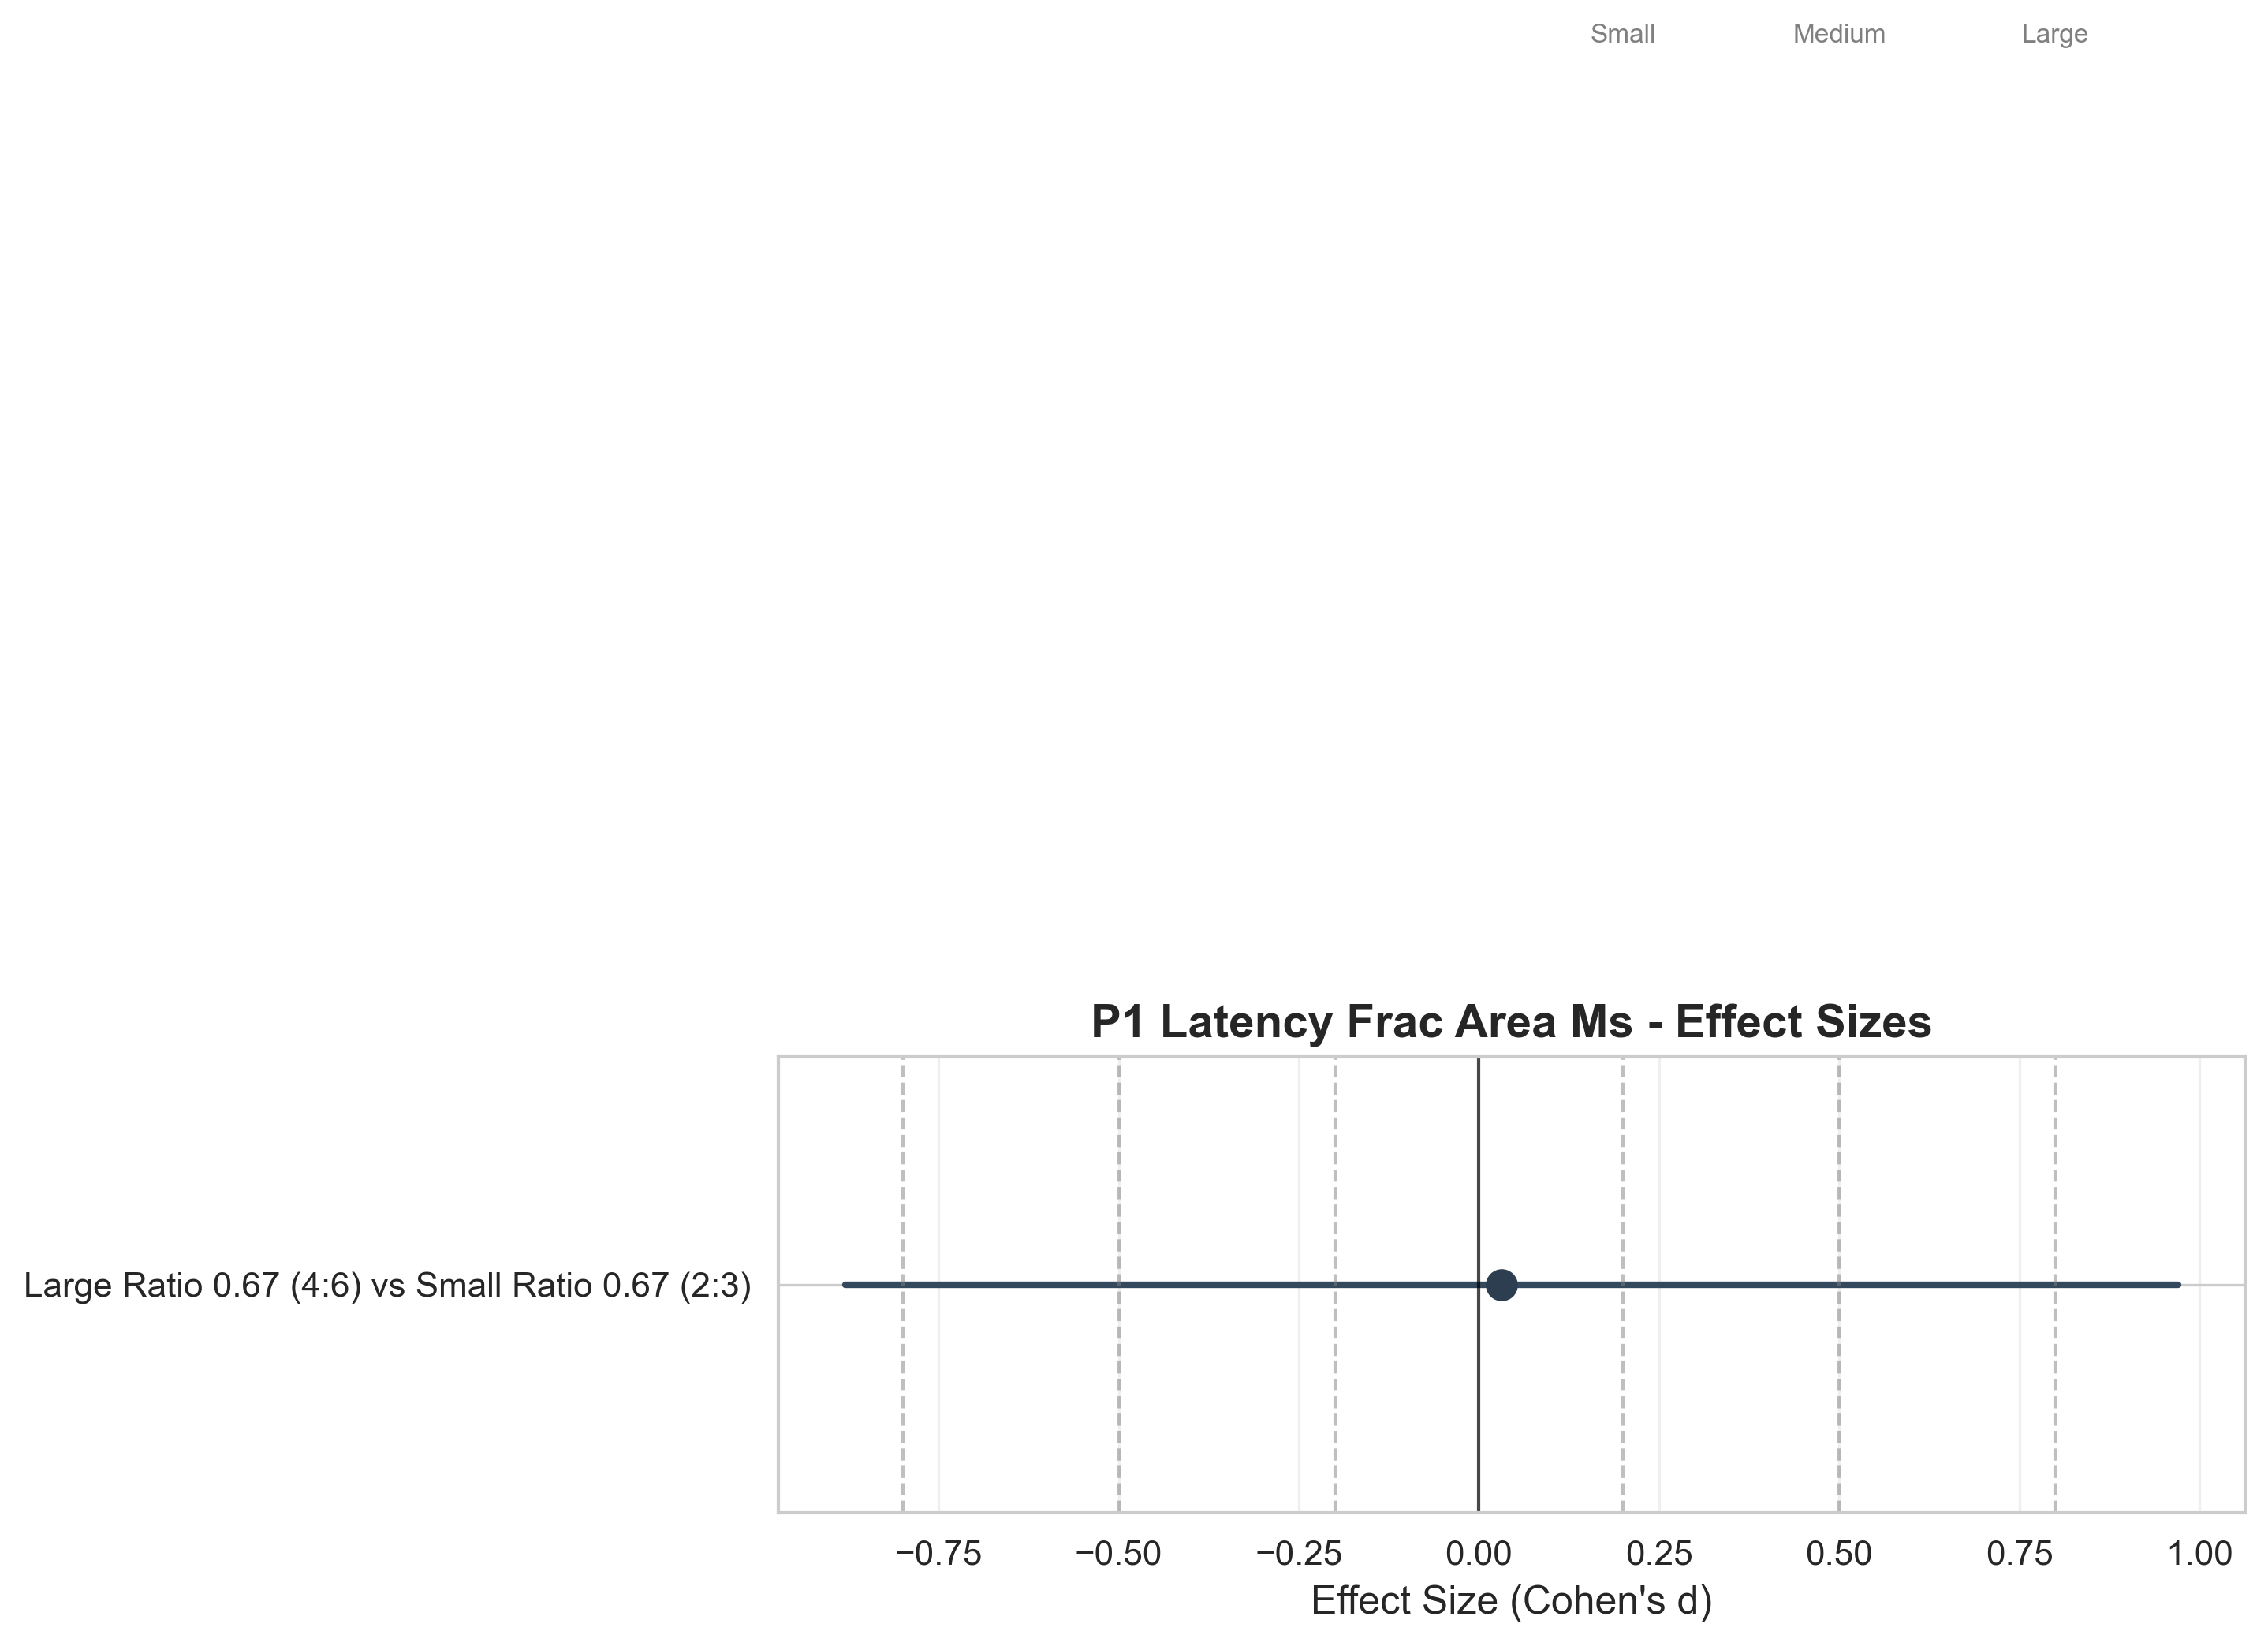 Small Medium Large
P1 Latency Frac Area Ms - Effect Sizes
Large Ratio 0.67 (4:6) vs Small Ratio 0.67 (2:3)
−0.75 −0.50 −0.25 0.00 0.25 0.50 0.75 1.00
Effect Size (Cohen's d)